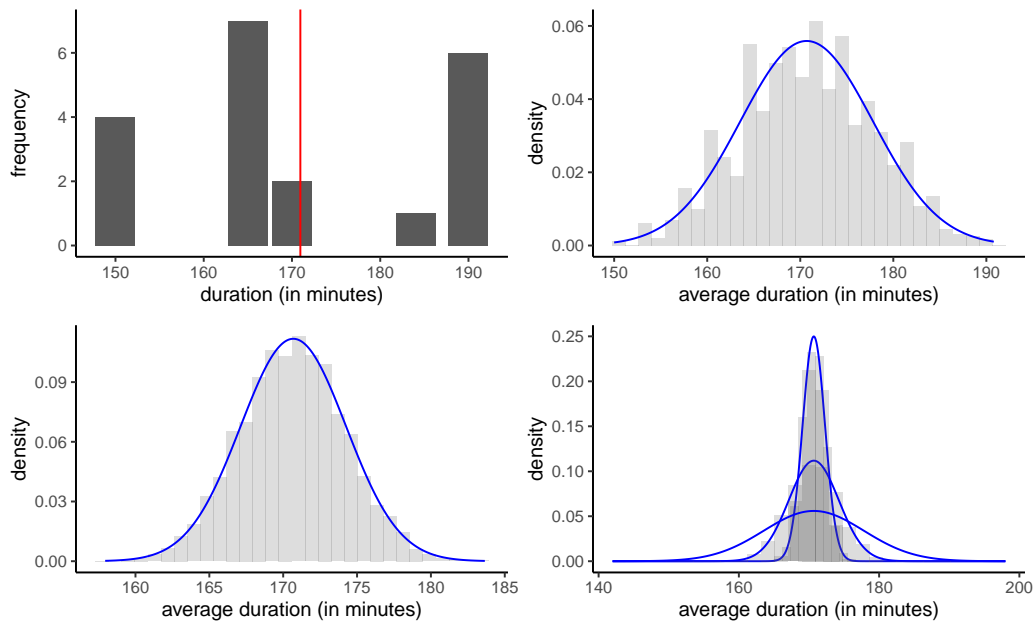 6
4
2
0
frequency
150 160 170 180 190
duration (in minutes)
0.06
0.04
0.02
0.00
density
150 160 170 180 190
average duration (in minutes)
0.09
0.06
0.03
0.00
density
160 165 170 175 180 185
average duration (in minutes)
0.25
0.20
0.15
0.10
0.05
0.00
density
140 160 180 200
average duration (in minutes)